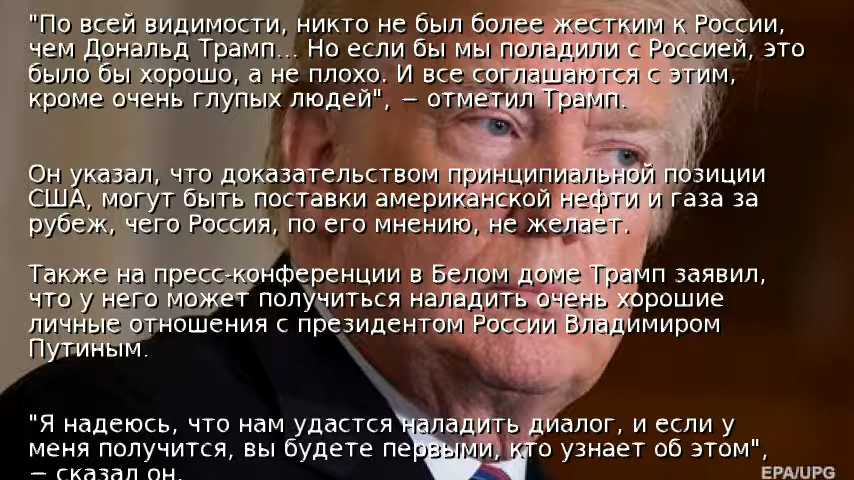 "По всей видимости, никто не был более жестким к России,
чем Дональд Трамп... Но если бы мы поладили с Россией, это
было бы хорошо, а не плохо. И все соглашаются с этим,
кроме очень глупых людей", − отметил Трамп.
Он указал, что доказательством принципиальной позиции
США, могут быть поставки американской нефти и газа за
рубеж, чего Россия, по его мнению, не желает.
Также на пресс-конференции в Белом доме Трамп заявил,
что у него может получиться наладить очень хорошие
личные отношения с президентом России Владимиром
Путиным.
"Я надеюсь, что нам удастся наладить диалог, и если у
меня получится, вы будете первыми, кто узнает об этом",
− сказал он.
EPA/UPG